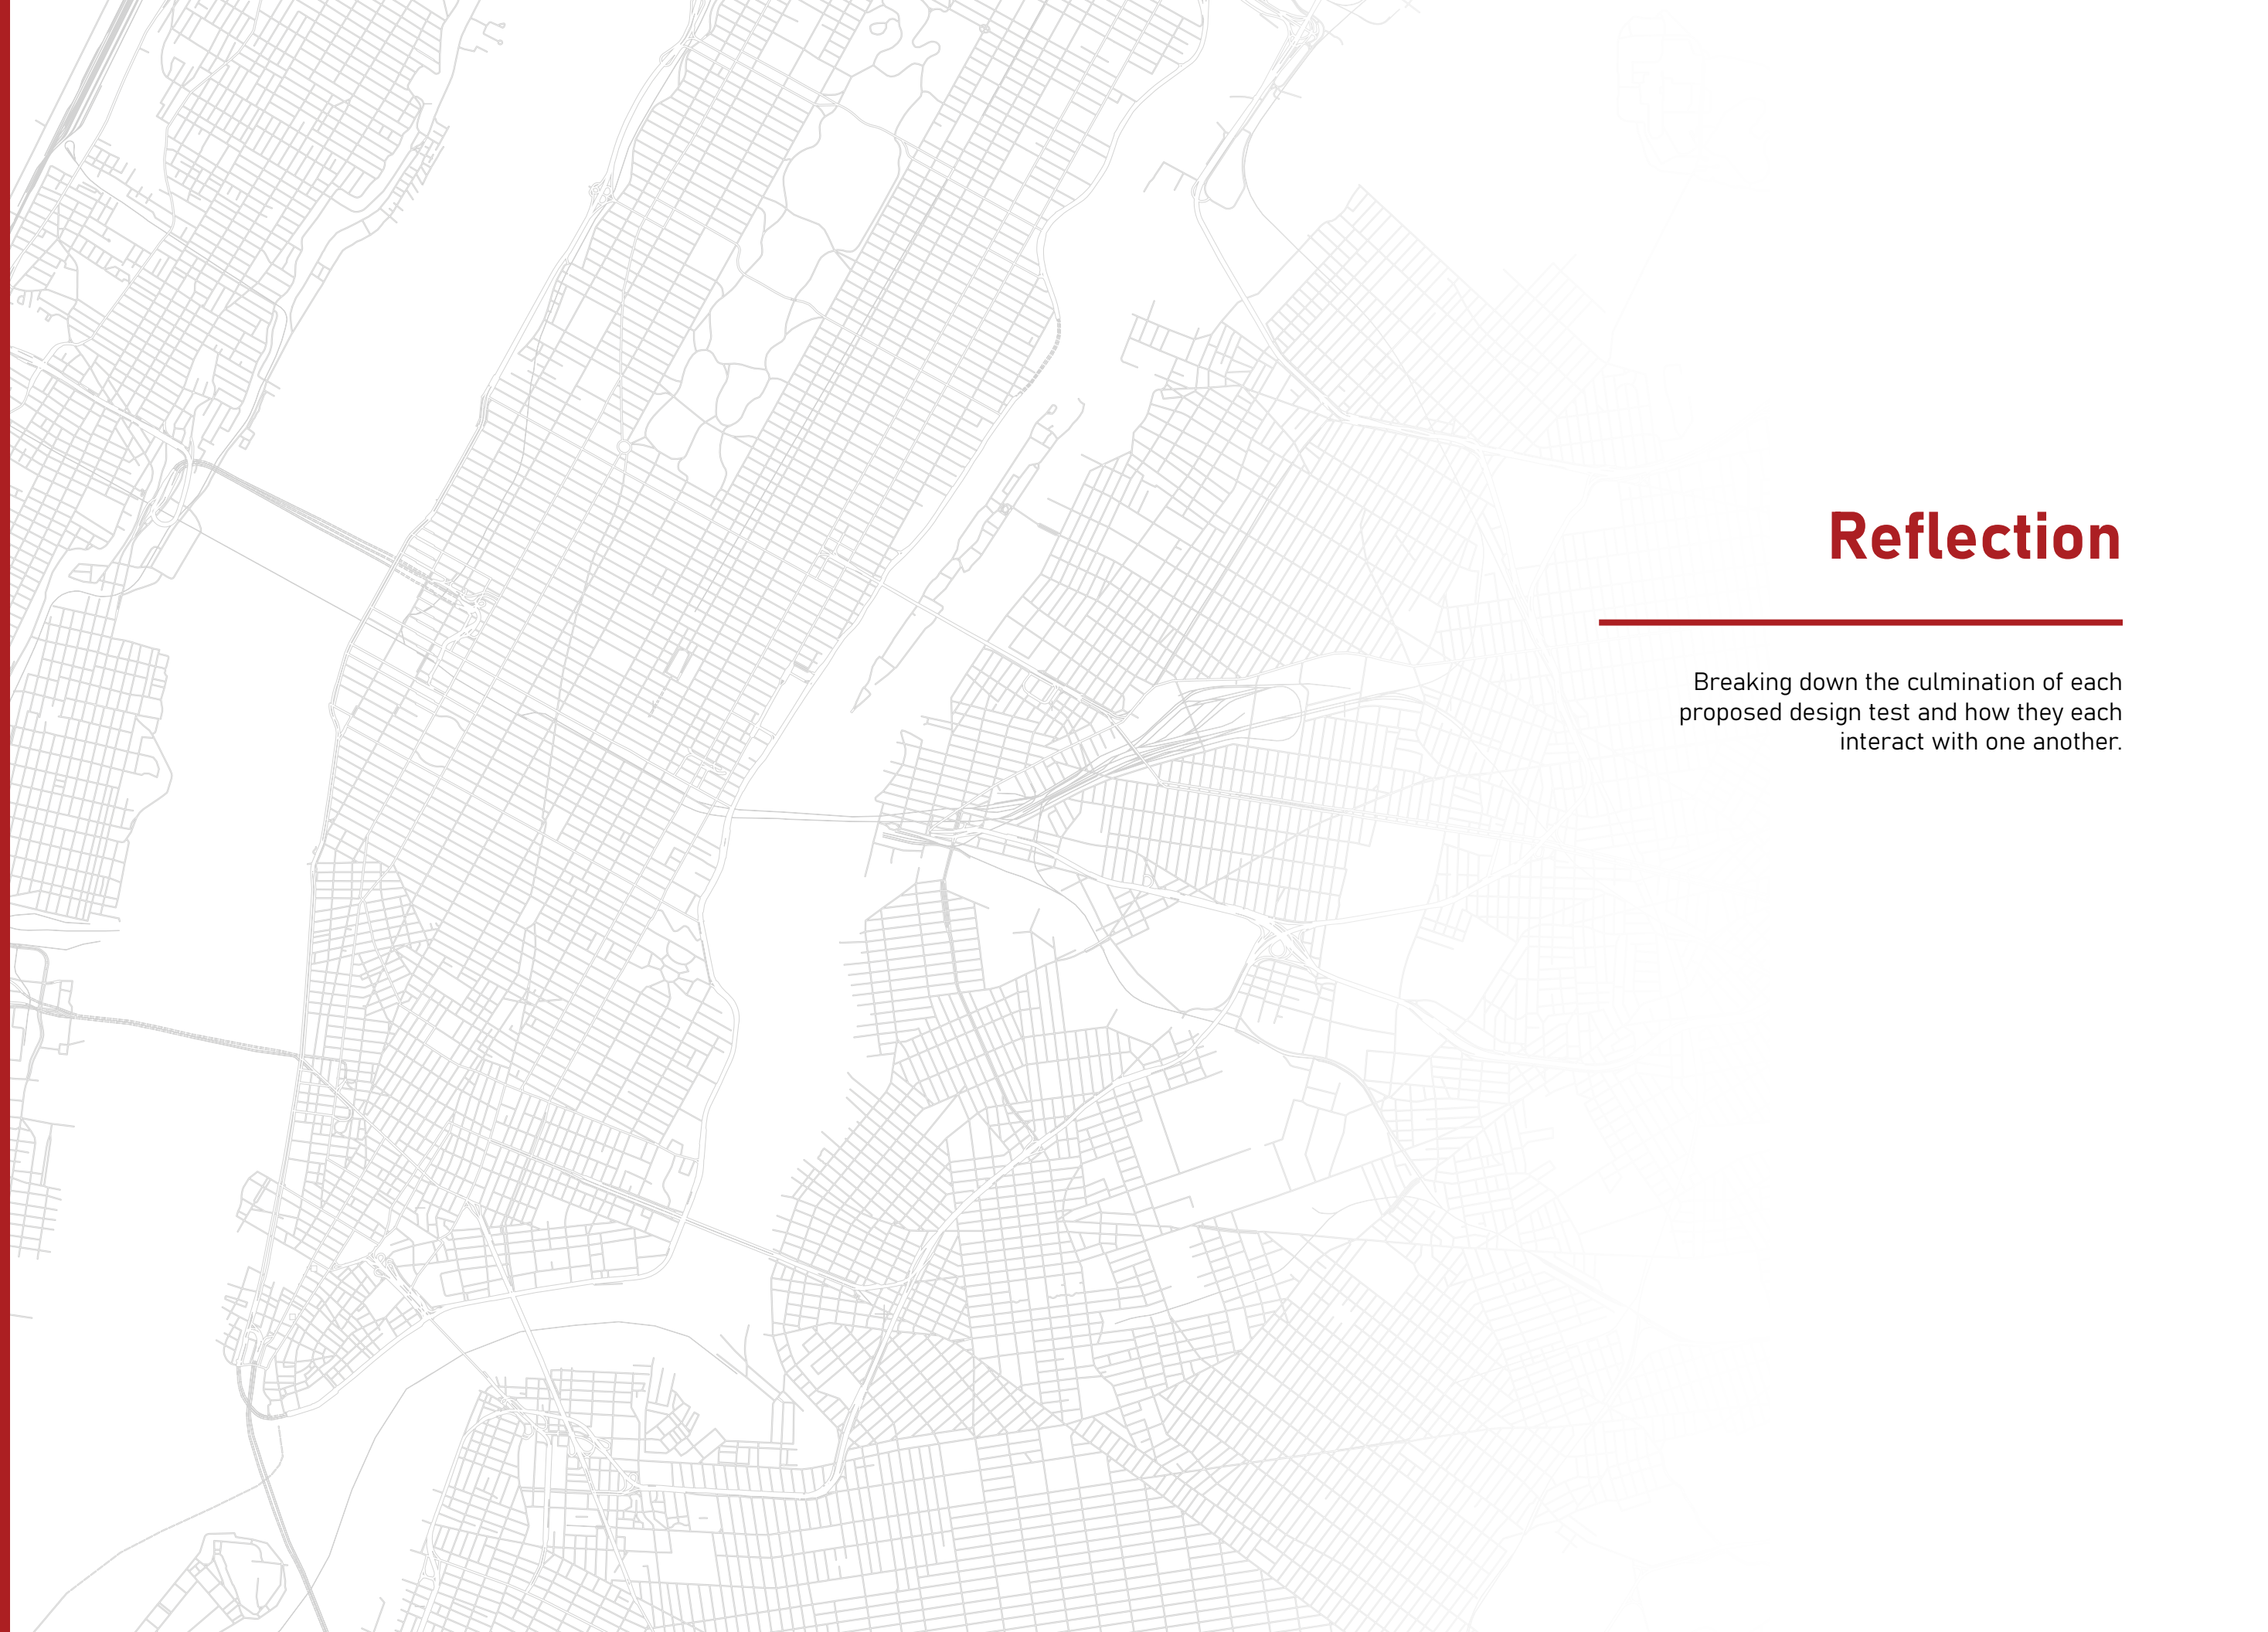 Reflection
Breaking down the culmination of each
proposed design test and how they each
interact with one another.